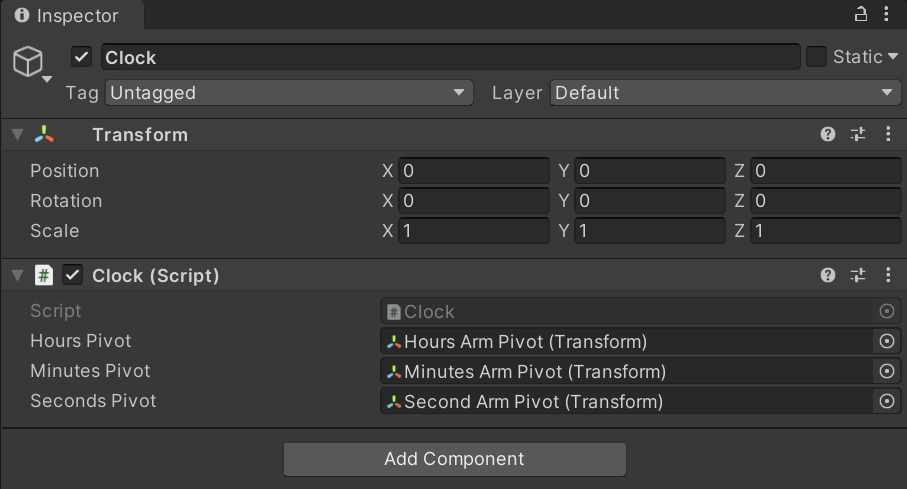 Inspector
Clock Static
Tag Untagged Layer Default
Transform
Position X 0 Y 0 Z 0
Rotation X 0 Y 0 Z 0
Scale X 1 Y 1 Z 1
# Clock (Script)
Script # Clock
Hours Pivot Hours Arm Pivot (Transform)
Minutes Pivot Minutes Arm Pivot (Transform)
Seconds Pivot Second Arm Pivot (Transform)
Add Component